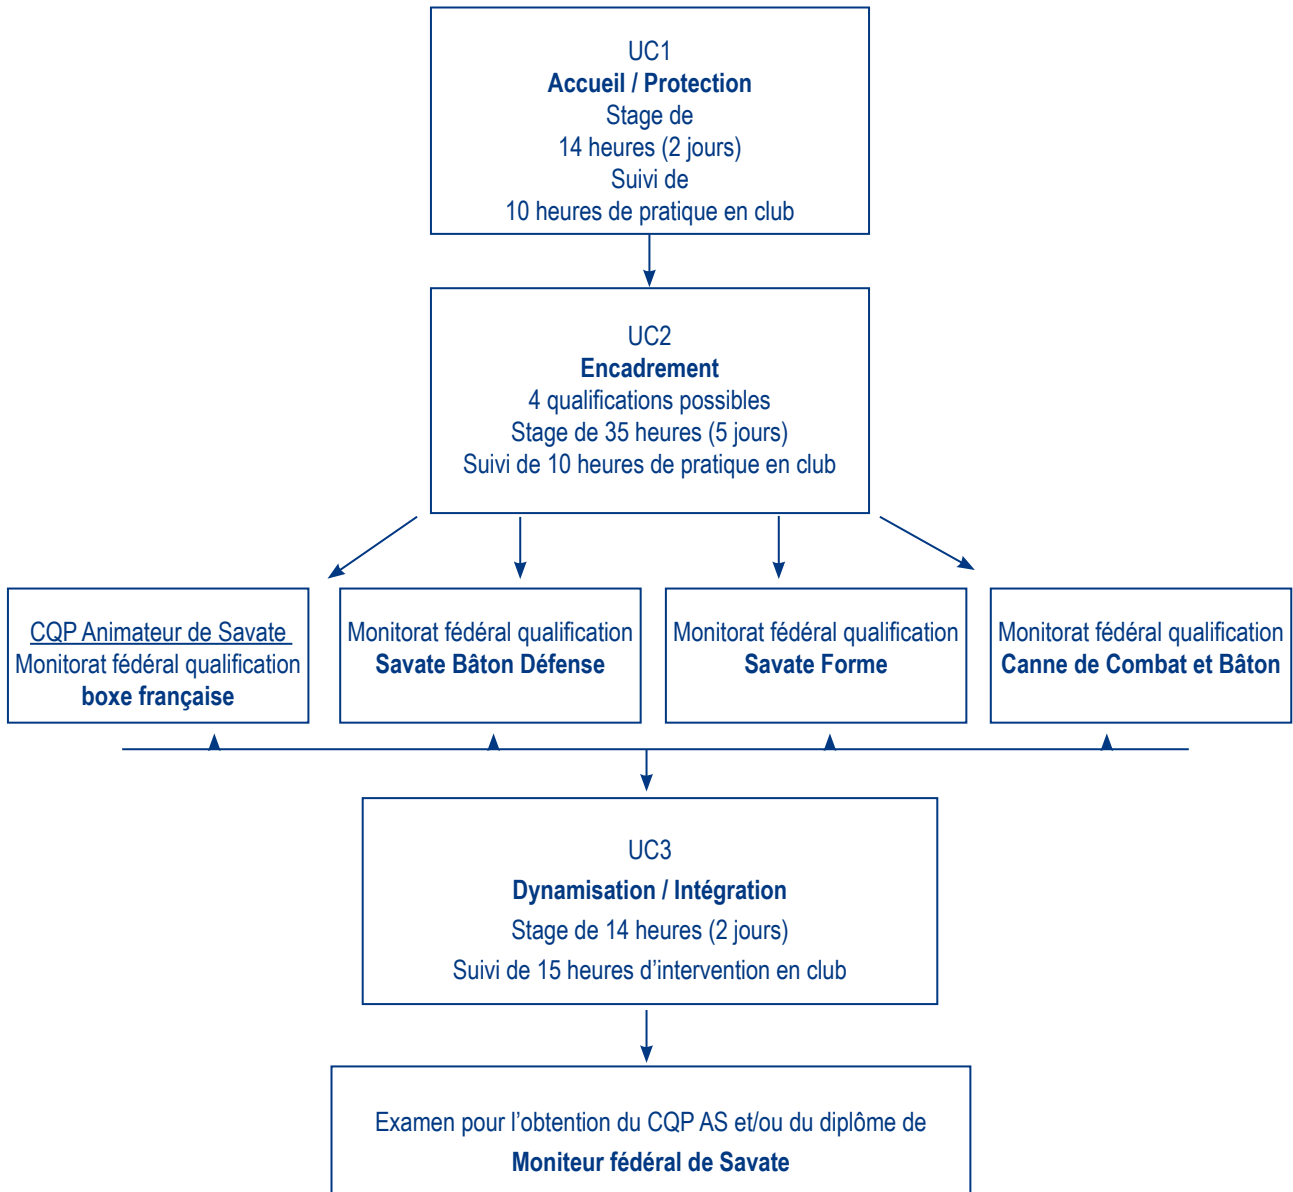 UC1
Accueil / Protection
Stage de
14 heures (2 jours)
Suivi de
10 heures de pratique en club
UC2
Encadrement
4 qualifications possibles
Stage de 35 heures (5 jours)
Suivi de 10 heures de pratique en club
CQP Animateur de Savate
Monitorat fédéral qualification
boxe française
Monitorat fédéral qualification
Savate Bâton Défense
Monitorat fédéral qualification
Savate Forme
Monitorat fédéral qualification
Canne de Combat et Bâton
UC3
Dynamisation / Intégration
Stage de 14 heures (2 jours)
Suivi de 15 heures d’intervention en club
Examen pour l’obtention du CQP AS et/ou du diplôme de
Moniteur fédéral de Savate